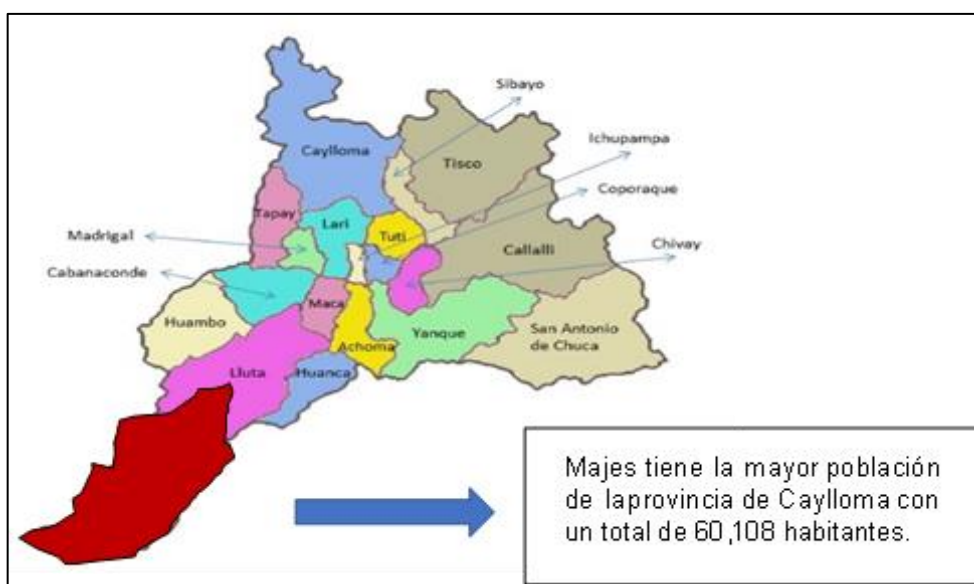 Sibayo
Ichupampa
Caylloma
Tisco
Coporaque
Tapay
Lari
Madrigal
Tuti
Chivay
Callalli
Cabanaconde
Maca
Huambo
Yanque
San Antonio
de Chuca
Achoma
Lluta
Huanca
Majes tiene la mayor población
de laprovincia de Caylloma con
un total de 60,108 habitantes.